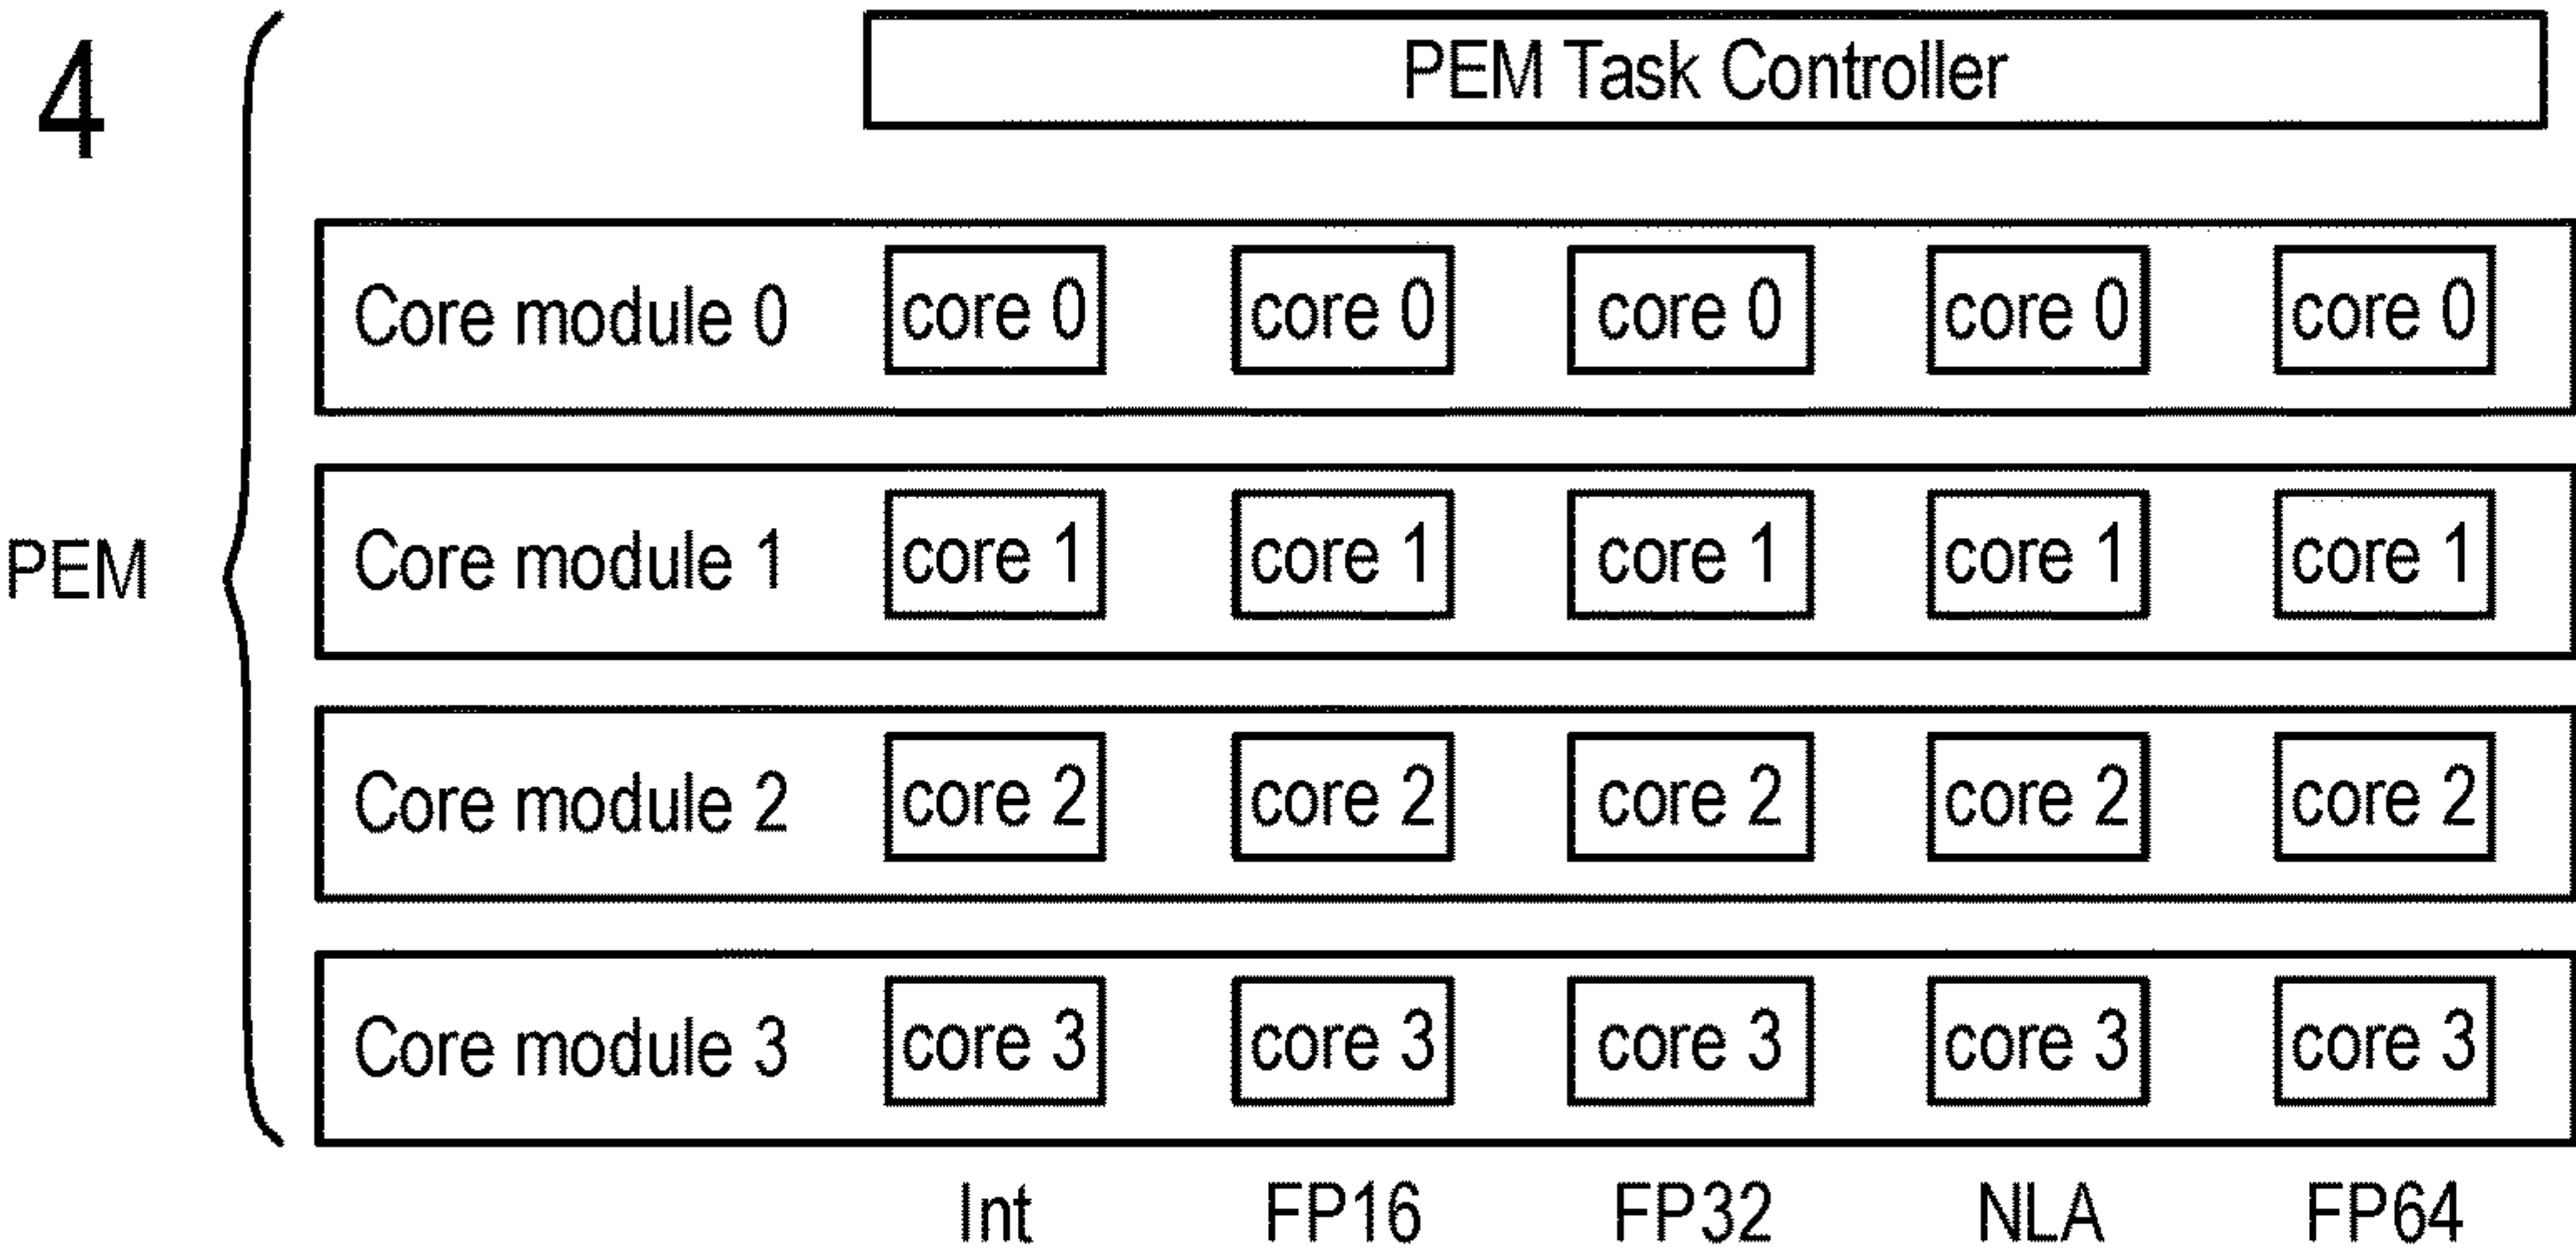 4
PEM Task Controller
Core module 0 core 0 core 0 core 0 core 0 core 0
PEM
Core module 1 core 1 core 1 core 1 core 1 core 1
Core module 2 core 2 core 2 core 2 core 2 core 2
Core module 3 core 3 core 3 core 3 core 3 core 3
Int FP16 FP32 NLA FP64